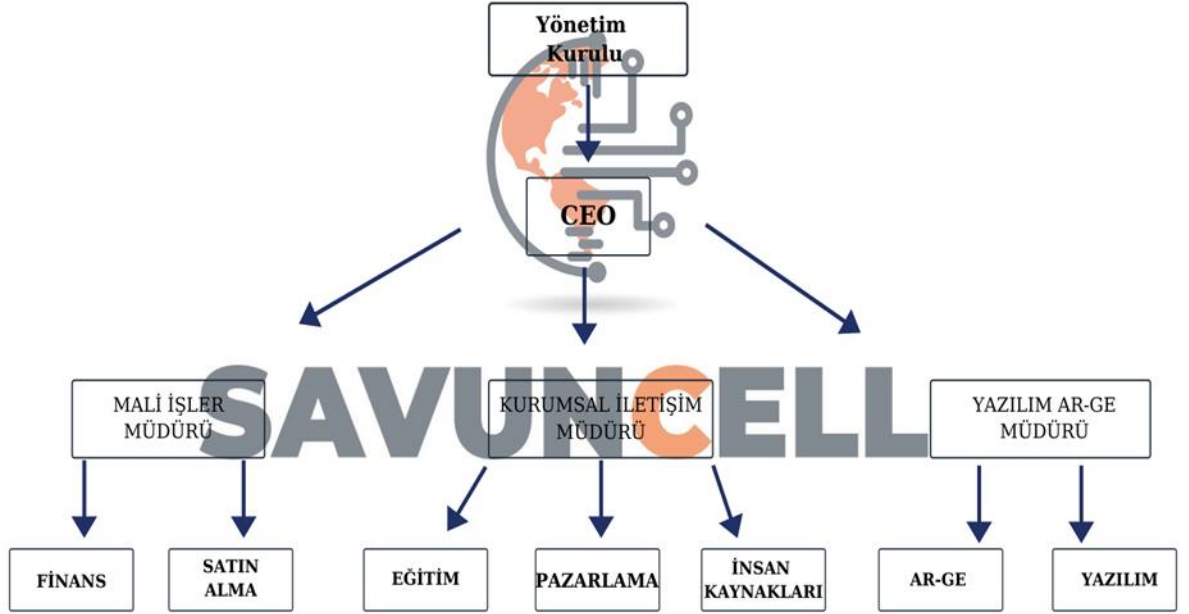 Yönetim
Kurulu
CEO
SAVUNCELL
MALİ İŞLER
MÜDÜRÜ
KURUMSAL İLETİŞİM
MÜDÜRÜ
YAZILIM AR-GE
MÜDÜRÜ
FİNANS
SATIN
ALMA
EĞİTİM
PAZARLAMA
İNSAN
KAYNAKLARI
AR-GE
YAZILIM